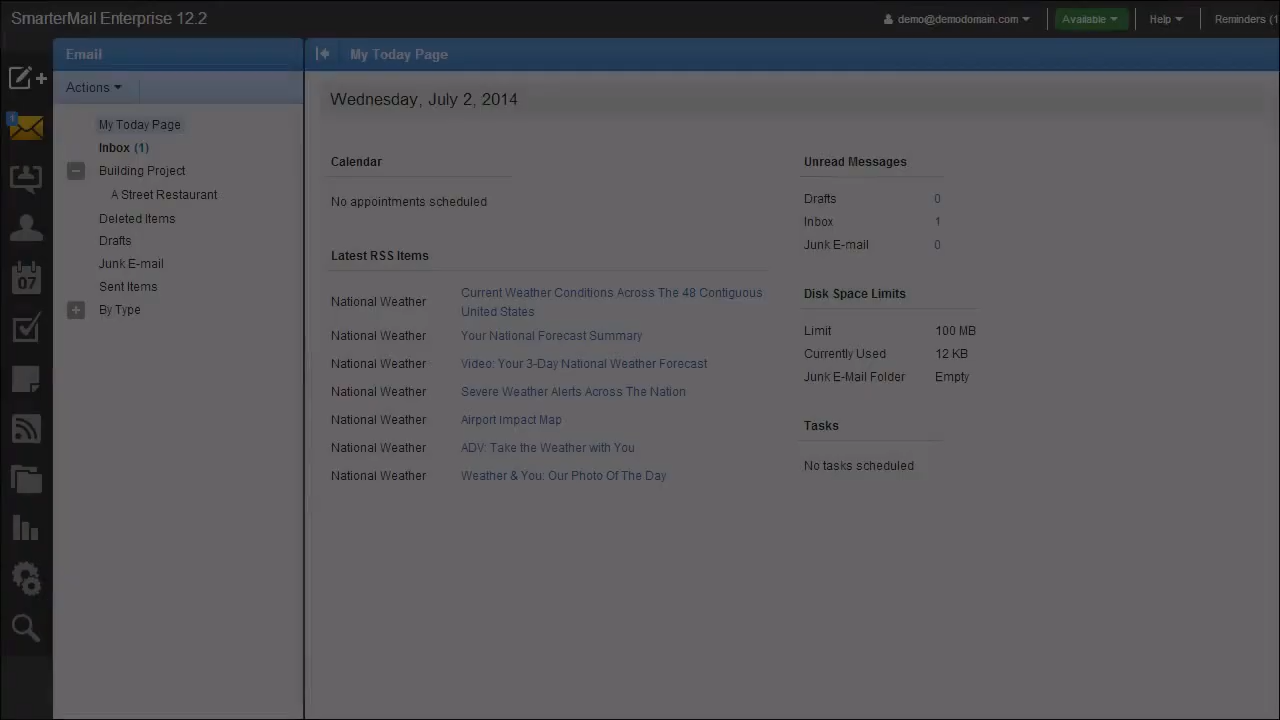 SmarterMail Enterprise 12.2
demo@demodomain.com
Available
Help
Reminders (1
Email
My Today Page
Actions
Wednesday, July 2, 2014
1
My Today Page
Inbox (1)
Building Project
A Street Restaurant
Deleted Items
Drafts
Junk E-mail
Sent Items
By Type
07
Calendar
No appointments scheduled
Latest RSS Items
National Weather Current Weather Conditions Across The 48 Contiguous
United States
National Weather Your National Forecast Summary
National Weather Video: Your 3-Day National Weather Forecast
National Weather Severe Weather Alerts Across The Nation
National Weather Airport Impact Map
National Weather ADV: Take the Weather with You
National Weather Weather & You: Our Photo Of The Day
Unread Messages
Drafts 0
Inbox 1
Junk E-mail 0
Disk Space Limits
Limit 100 MB
Currently Used 12 KB
Junk E-Mail Folder Empty
Tasks
No tasks scheduled